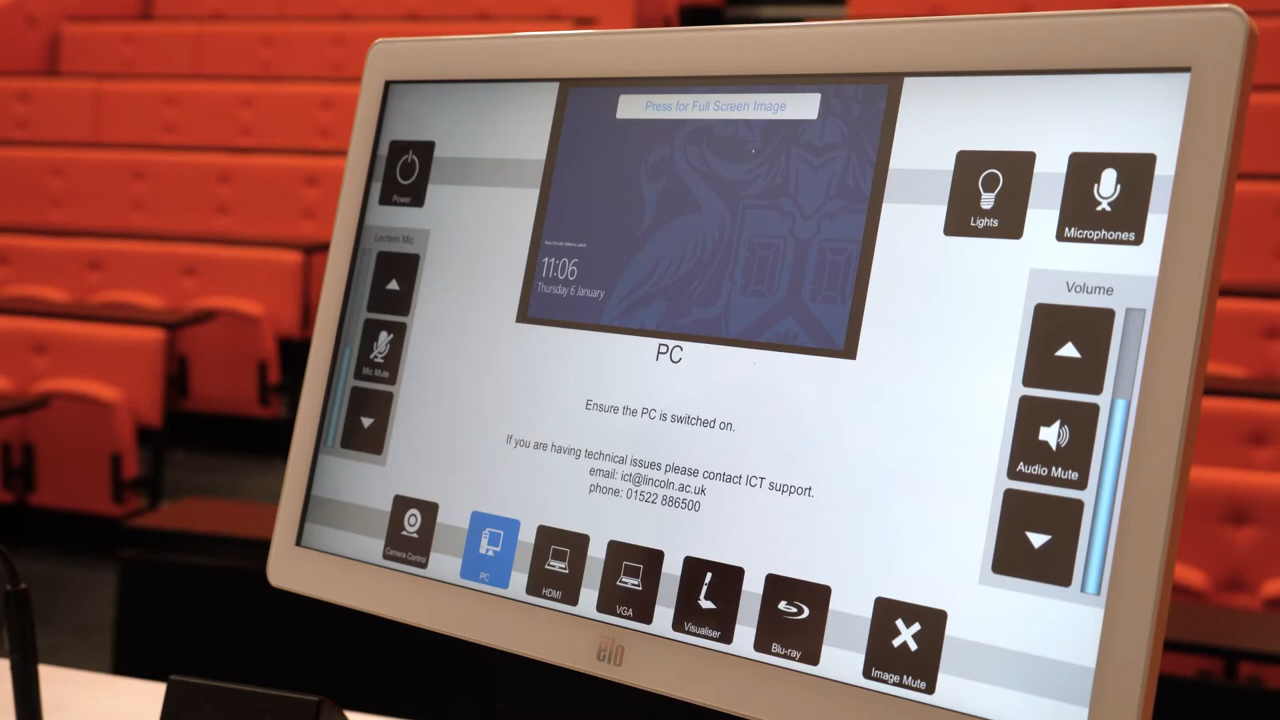 Press for Full Screen Image
Power
Lights
Microphones
Lectern Mic
11:06
Thursday 6 January
Volume
PC
Mic Mute
Ensure the PC is switched on.
Audio Mute
If you are having technical issues please contact ICT support.
email: ict@lincoln.ac.uk
phone: 01522 886500
Camera Control
PC
HDMI
VGA
Visualiser
Blu-ray
Image Mute
elo